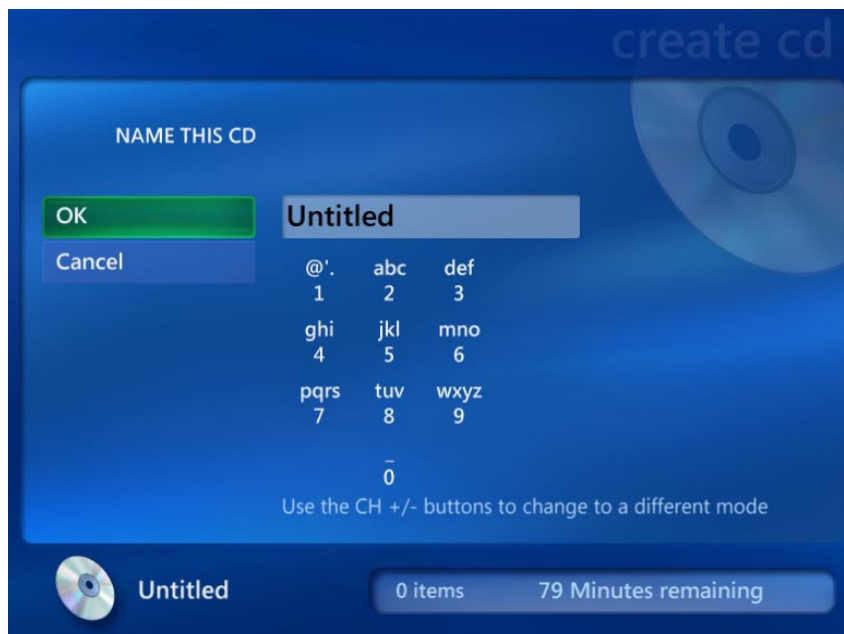 create cd
NAME THIS CD
OK
Untitled
Cancel
@'. abc def
1 2 3
ghi jkl mno
4 5 6
pqrs tuv wxyz
7 8 9
_
0
Use the CH +/- buttons to change to a different mode
Untitled 0 items 79 Minutes remaining